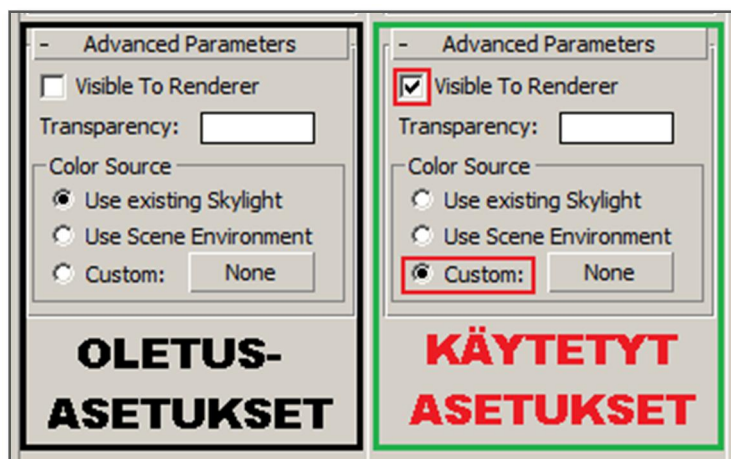 - Advanced Parameters
Visible To Renderer
Transparency:
Color Source
Use existing Skylight
Use Scene Environment
Custom: None
OLETUS-
ASETUKSET
- Advanced Parameters
Visible To Renderer
Transparency:
Color Source
Use existing Skylight
Use Scene Environment
Custom: None
KÄYTETYT
ASETUKSET